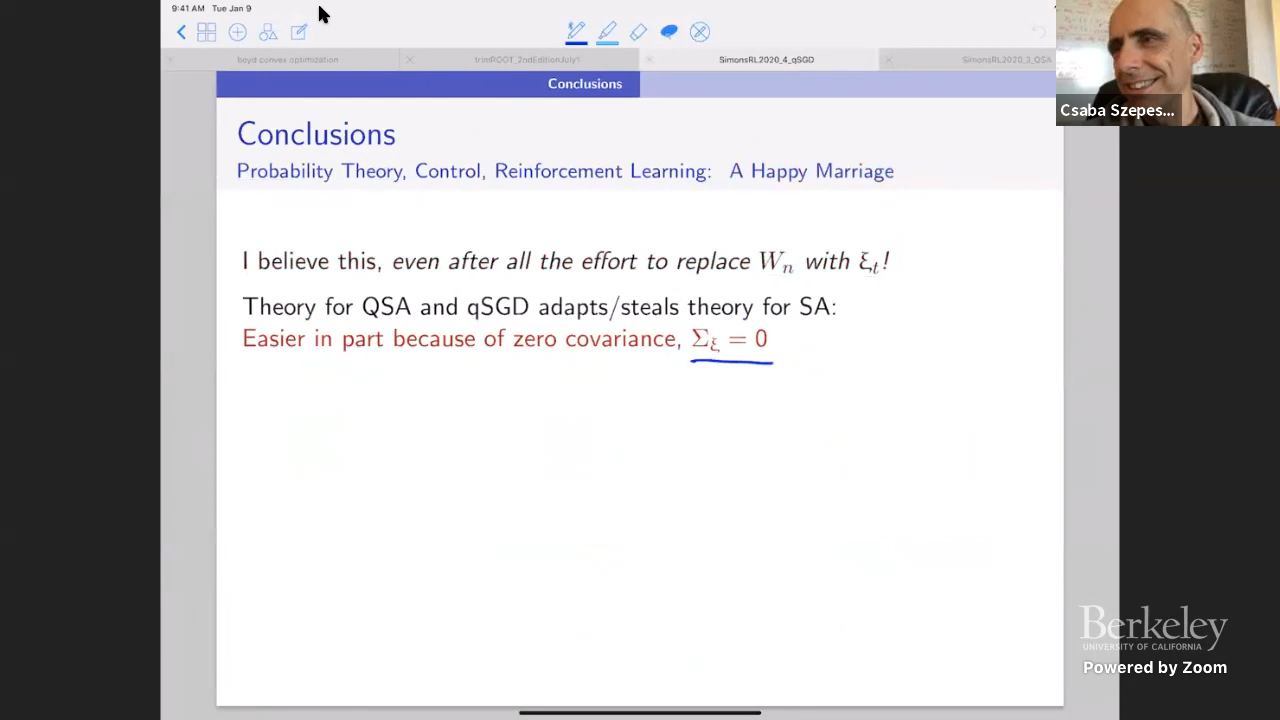 9:41 AM Tue Jan 9
boyd convex optimization
trimROOT_2ndEditionJuly1
SimonsRL2020_4_qSGD
SimonsRL2020_3_QSA
Conclusions
Conclusions
Probability Theory, Control, Reinforcement Learning: A Happy Marriage
I believe this, even after all the effort to replace Wₙ with ξₜ!
Theory for QSA and qSGD adapts/steals theory for SA:
Easier in part because of zero covariance, Σ_ξ = 0
Csaba Szepes...
Berkeley
UNIVERSITY OF CALIFORNIA
Powered by Zoom